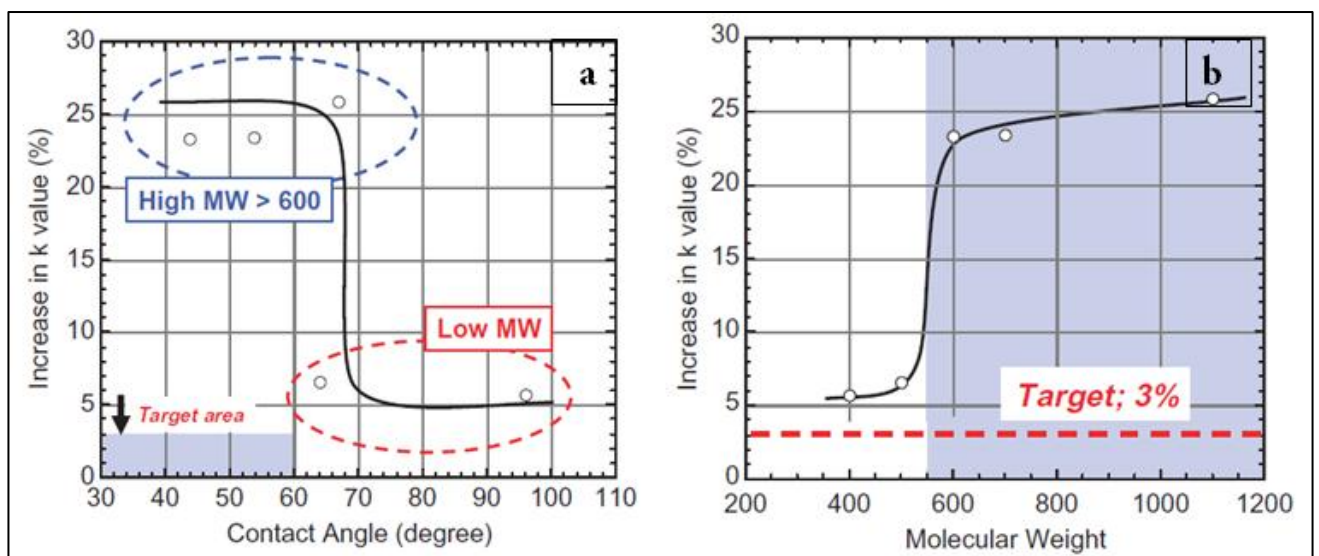 30
25
20
15
10
5
0
Increase in k value (%)
a
High MW > 600
Low MW
Target area
30 40 50 60 70 80 90 100 110
Contact Angle (degree)
30
25
20
15
10
5
0
Increase in k value (%)
b
Target; 3%
200 400 600 800 1000 1200
Molecular Weight